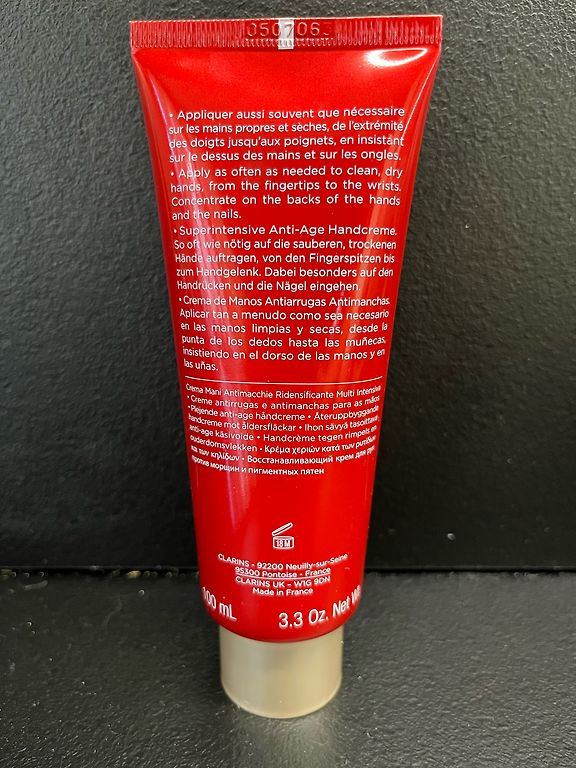 • Appliquer aussi souvent que nécessaire
sur les mains propres et sèches, de l'extrémité
des doigts jusqu'aux poignets, en insistant
sur le dessus des mains et sur les ongles.
• Apply as often as needed to clean, dry
hands, from the fingertips to the wrists.
Concentrate on the backs of the hands
and the nails.
• Superintensive Anti-Age Handcreme.
So oft wie nötig auf die sauberen, trockenen
Hände auftragen, von den Fingerspitzen bis
zum Handgelenk. Dabei besonders auf den
Handrücken und die Nägel eingehen.
• Crema de Manos Antiarrugas Antimanchas.
Aplicar tan a menudo como sea necesario
en las manos limpias y secas, desde la
punta de los dedos hasta las muñecas,
insistiendo en el dorso de las manos y en
las uñas.
Crema Mani Antimacchie Ridensificante Multi Intensiva
• Creme antirrugas e antimanchas para as mãos
• Plejende anti-age håndcreme • Återuppbyggande
handcreme mot åldersfläckar • Ihon sävyä tasoittava
anti-age käsivoide • Handcrème tegen rimpels en
ouderdomsvlekken • Κρέμα χεριών κατά των ρυτίδων
και των κηλίδων • Восстанавливающий крем для рук
против морщин и пигментных пятен
18 M
CLARINS - 92200 Neuilly-sur-Seine
95300 Pontoise - France
CLARINS UK - W1G 9DN
Made in France
100 mL 3.3 Oz. Net